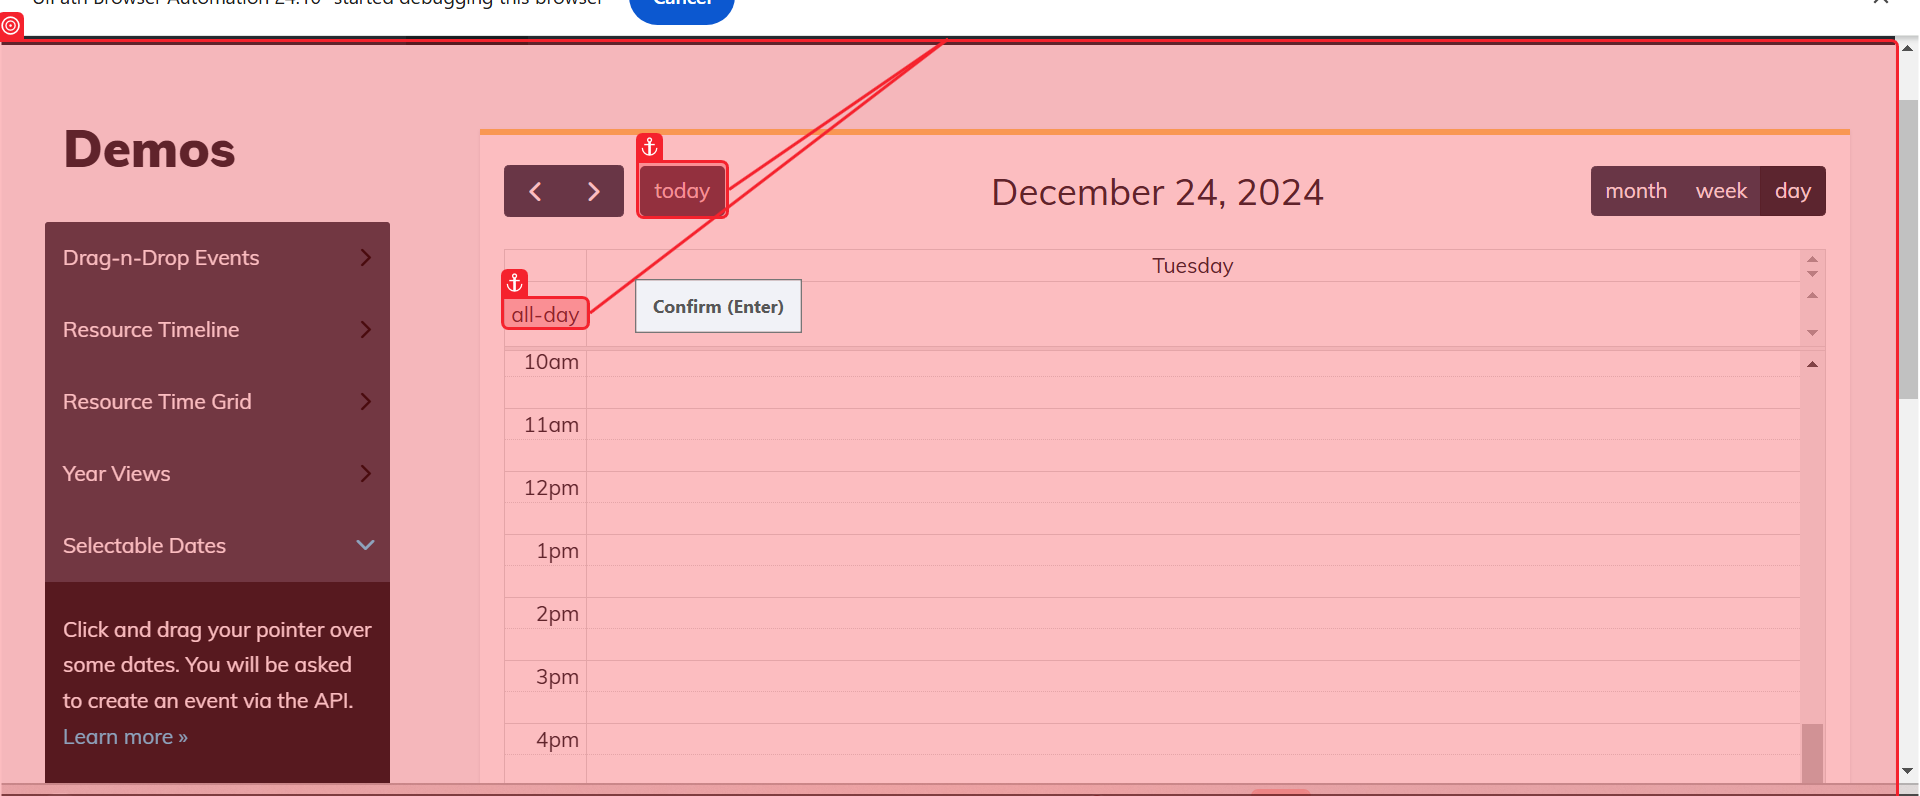 UiPath Browser Automation 24.10" started debugging this browser
Cancel
Demos
today
December 24, 2024
month
week
day
Drag-n-Drop Events
Resource Timeline
Resource Time Grid
Year Views
Selectable Dates
Click and drag your pointer over
some dates. You will be asked
to create an event via the API.
Learn more »
Tuesday
all-day
Confirm (Enter)
10am
11am
12pm
1pm
2pm
3pm
4pm